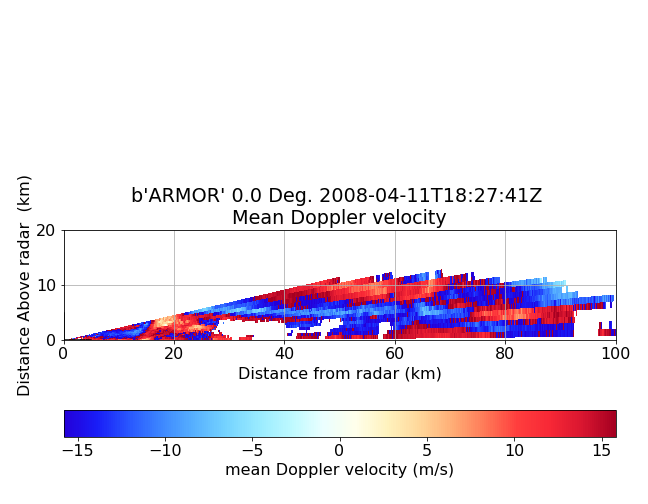 b'ARMOR' 0.0 Deg. 2008-04-11T18:27:41Z
Mean Doppler velocity
Distance Above radar  (km)
20
10
0
0 20 40 60 80 100
Distance from radar (km)
−15 −10 −5 0 5 10 15
mean Doppler velocity (m/s)